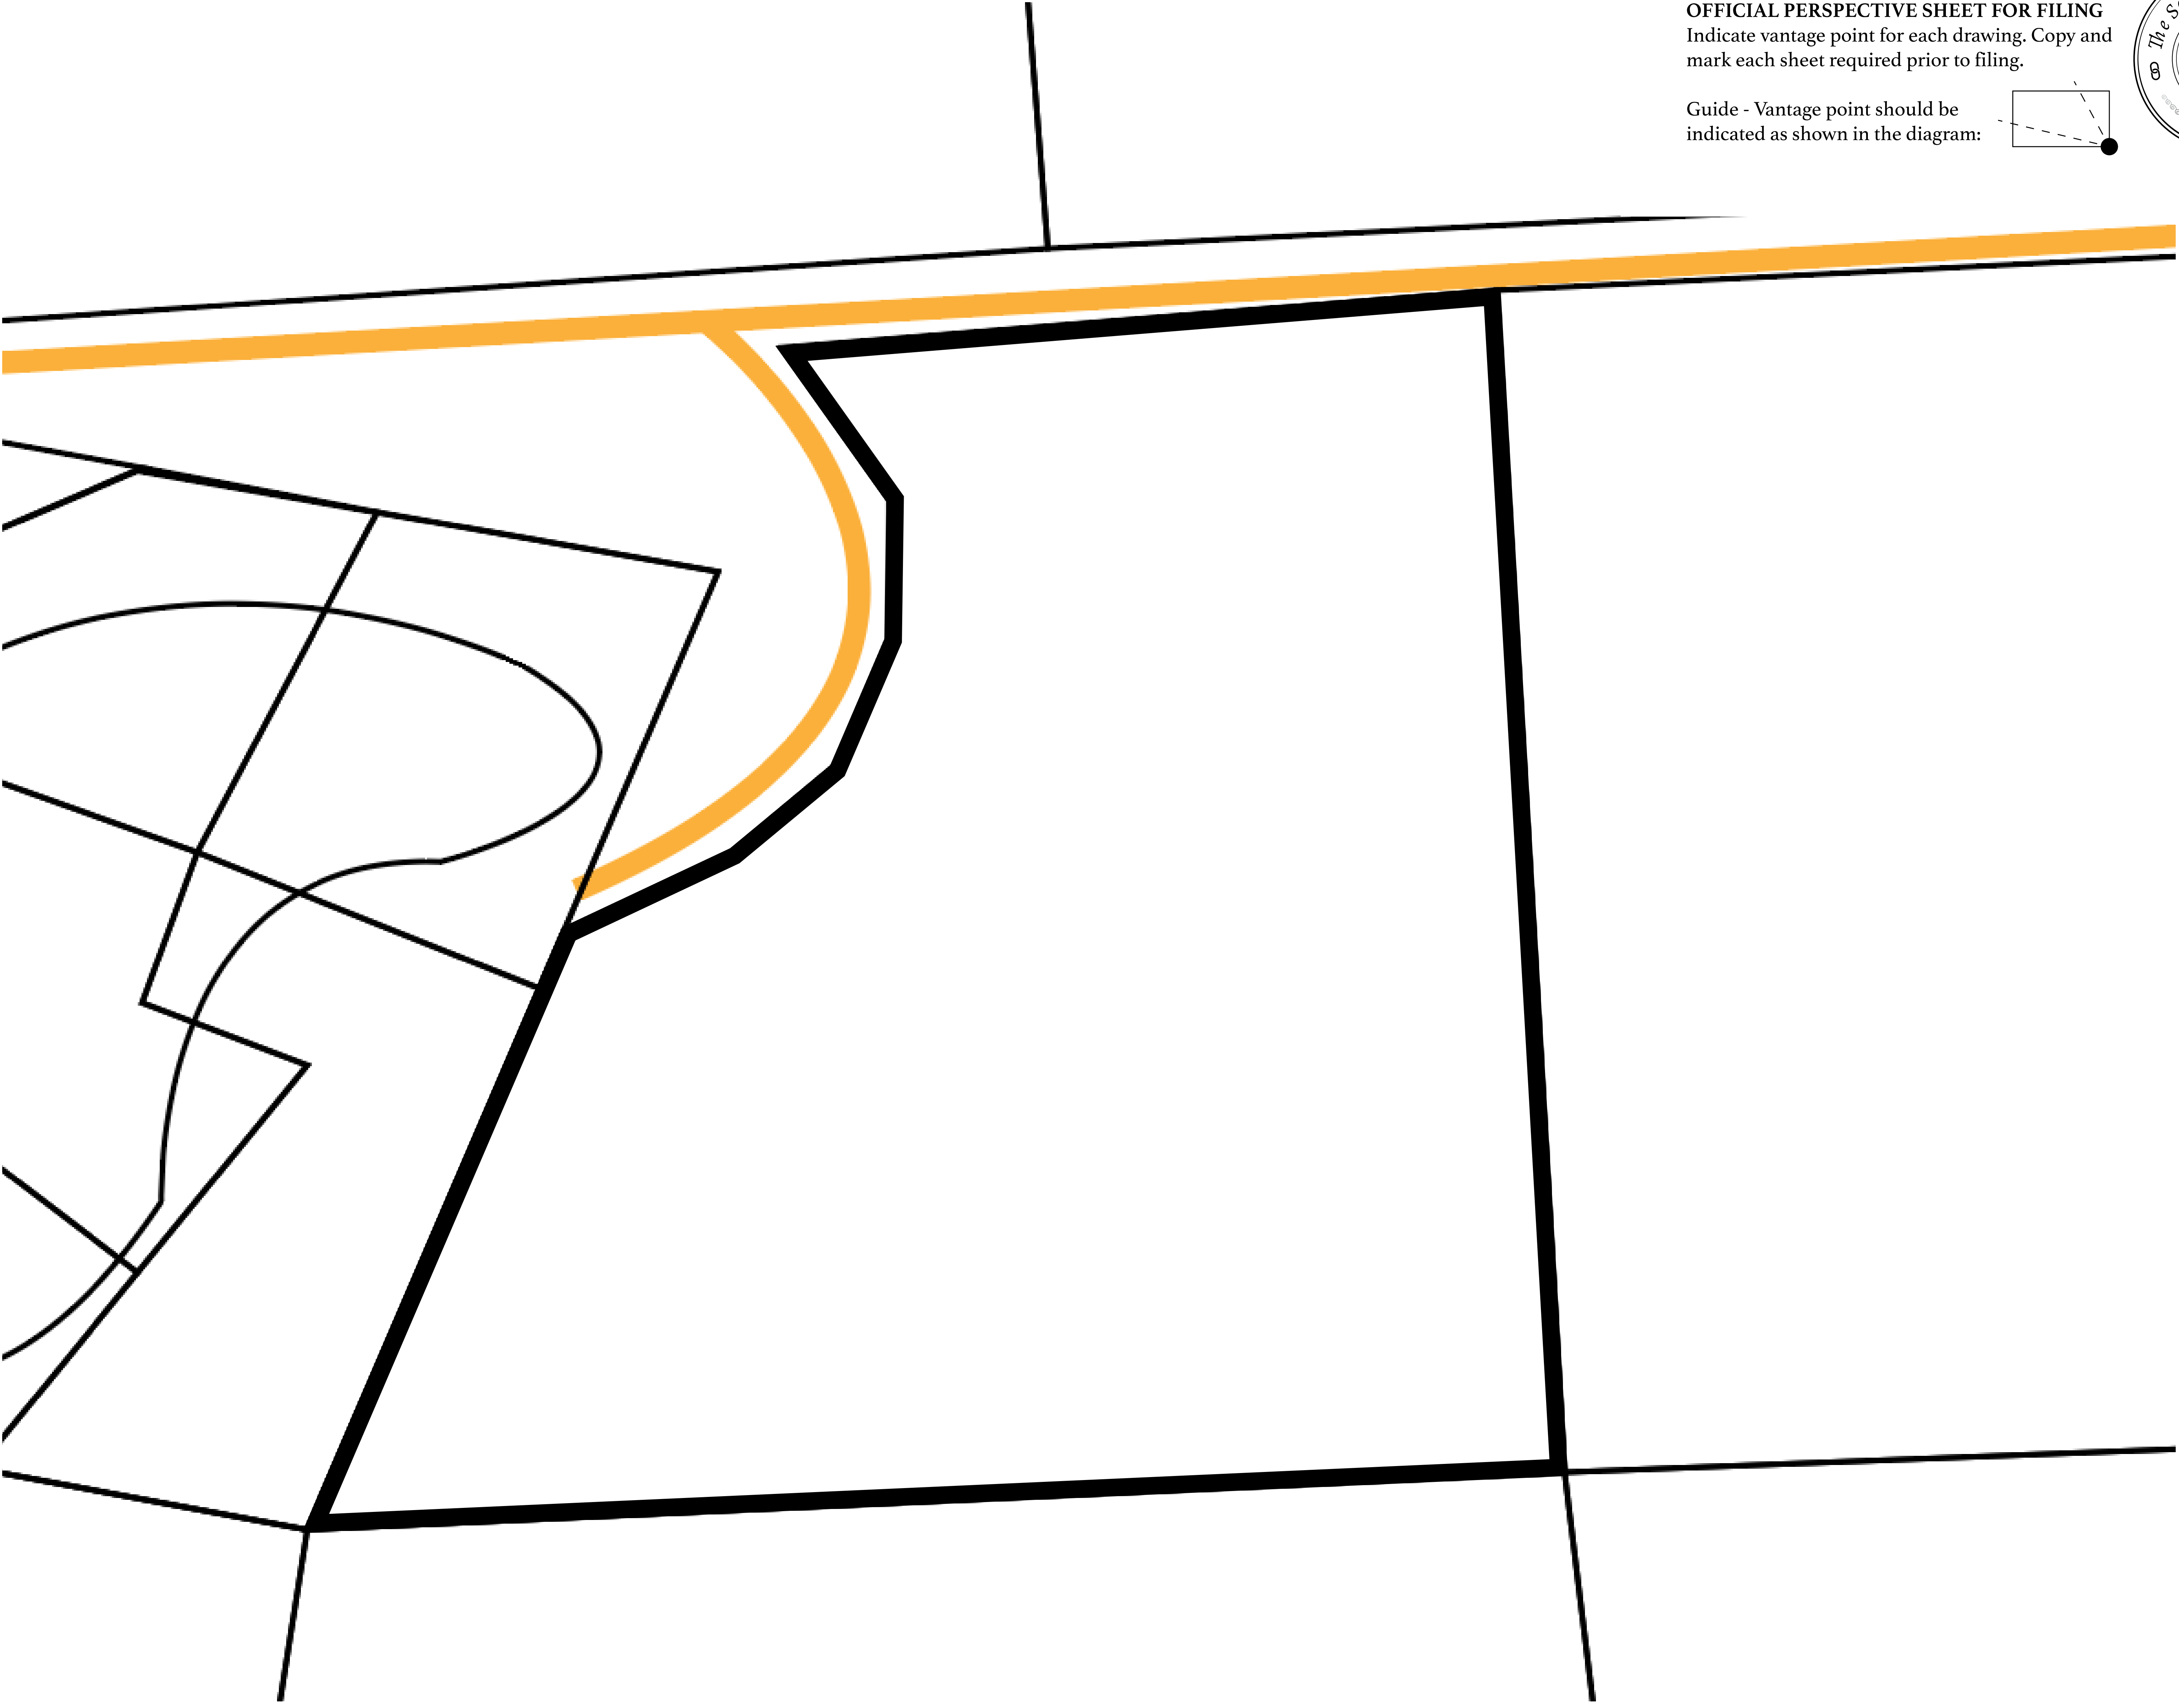 OFFICIAL PERSPECTIVE SHEET FOR FILING
Indicate vantage point for each drawing. Copy and
mark each sheet required prior to filing.
Guide - Vantage point should be
indicated as shown in the diagram:
The